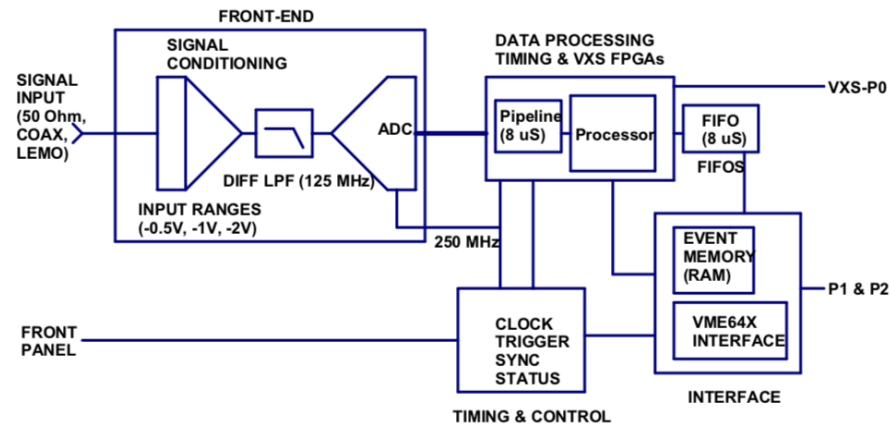 FRONT-END
SIGNAL
CONDITIONING
SIGNAL
INPUT
(50 Ohm,
COAX,
LEMO)
ADC
DIFF LPF (125 MHz)
INPUT RANGES
(-0.5V, -1V, -2V)
250 MHz
DATA PROCESSING
TIMING & VXS FPGAs
Pipeline
(8 uS)
Processor
VXS-P0
FIFO
(8 uS)
FIFOS
EVENT
MEMORY
(RAM)
P1 & P2
VME64X
INTERFACE
INTERFACE
FRONT
PANEL
CLOCK
TRIGGER
SYNC
STATUS
TIMING & CONTROL